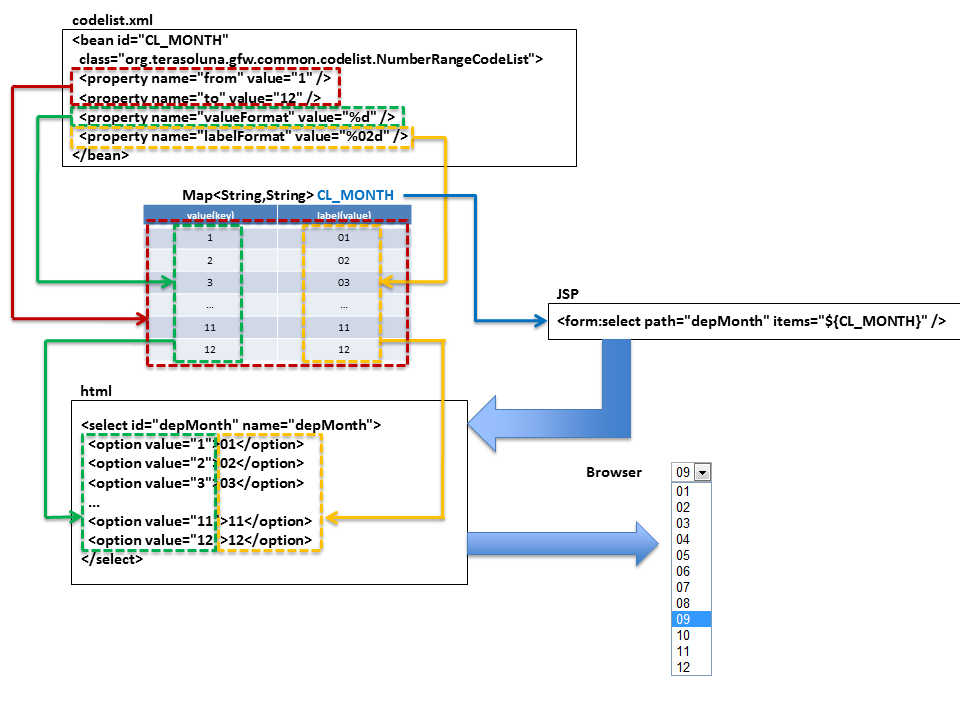 codelist.xml
<bean id="CL_MONTH"
class="org.terasoluna.gfw.common.codelist.NumberRangeCodeList">
<property name="from" value="1" />
<property name="to" value="12" />
<property name="valueFormat" value="%d" />
<property name="labelFormat" value="%02d" />
</bean>
Map<String,String> CL_MONTH
value(key) label(value)
1 01
2 02
3 03
... ...
11 11
12 12
JSP
<form:select path="depMonth" items="${CL_MONTH}" />
html
<select id="depMonth" name="depMonth">
<option value="1">01</option>
<option value="2">02</option>
<option value="3">03</option>
...
<option value="11">11</option>
<option value="12">12</option>
</select>
Browser
09
01
02
03
04
05
06
07
08
09
10
11
12